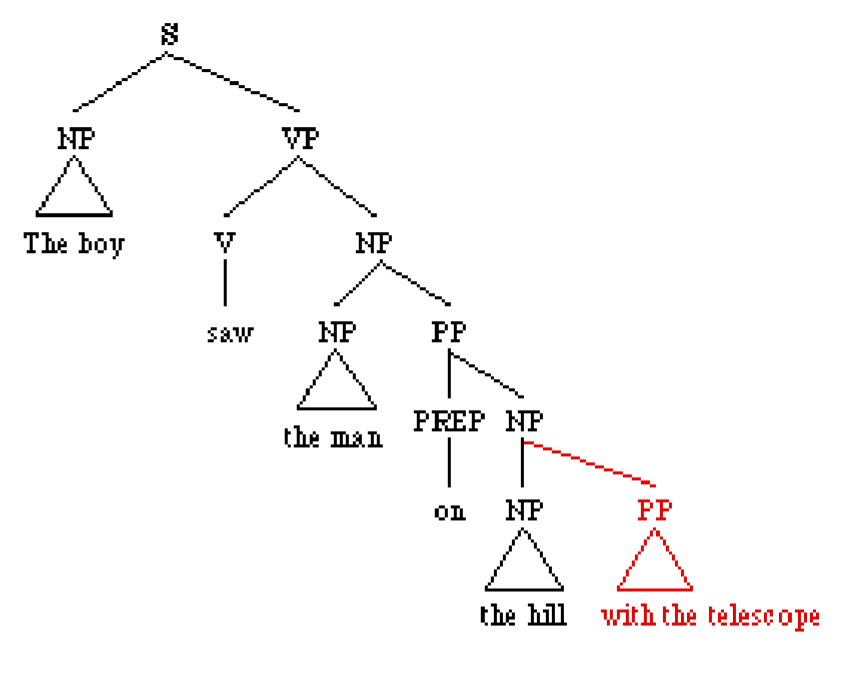 S
NP VP
The boy V NP
saw NP PP
the man PREP NP
on NP PP
the hill with the telescope